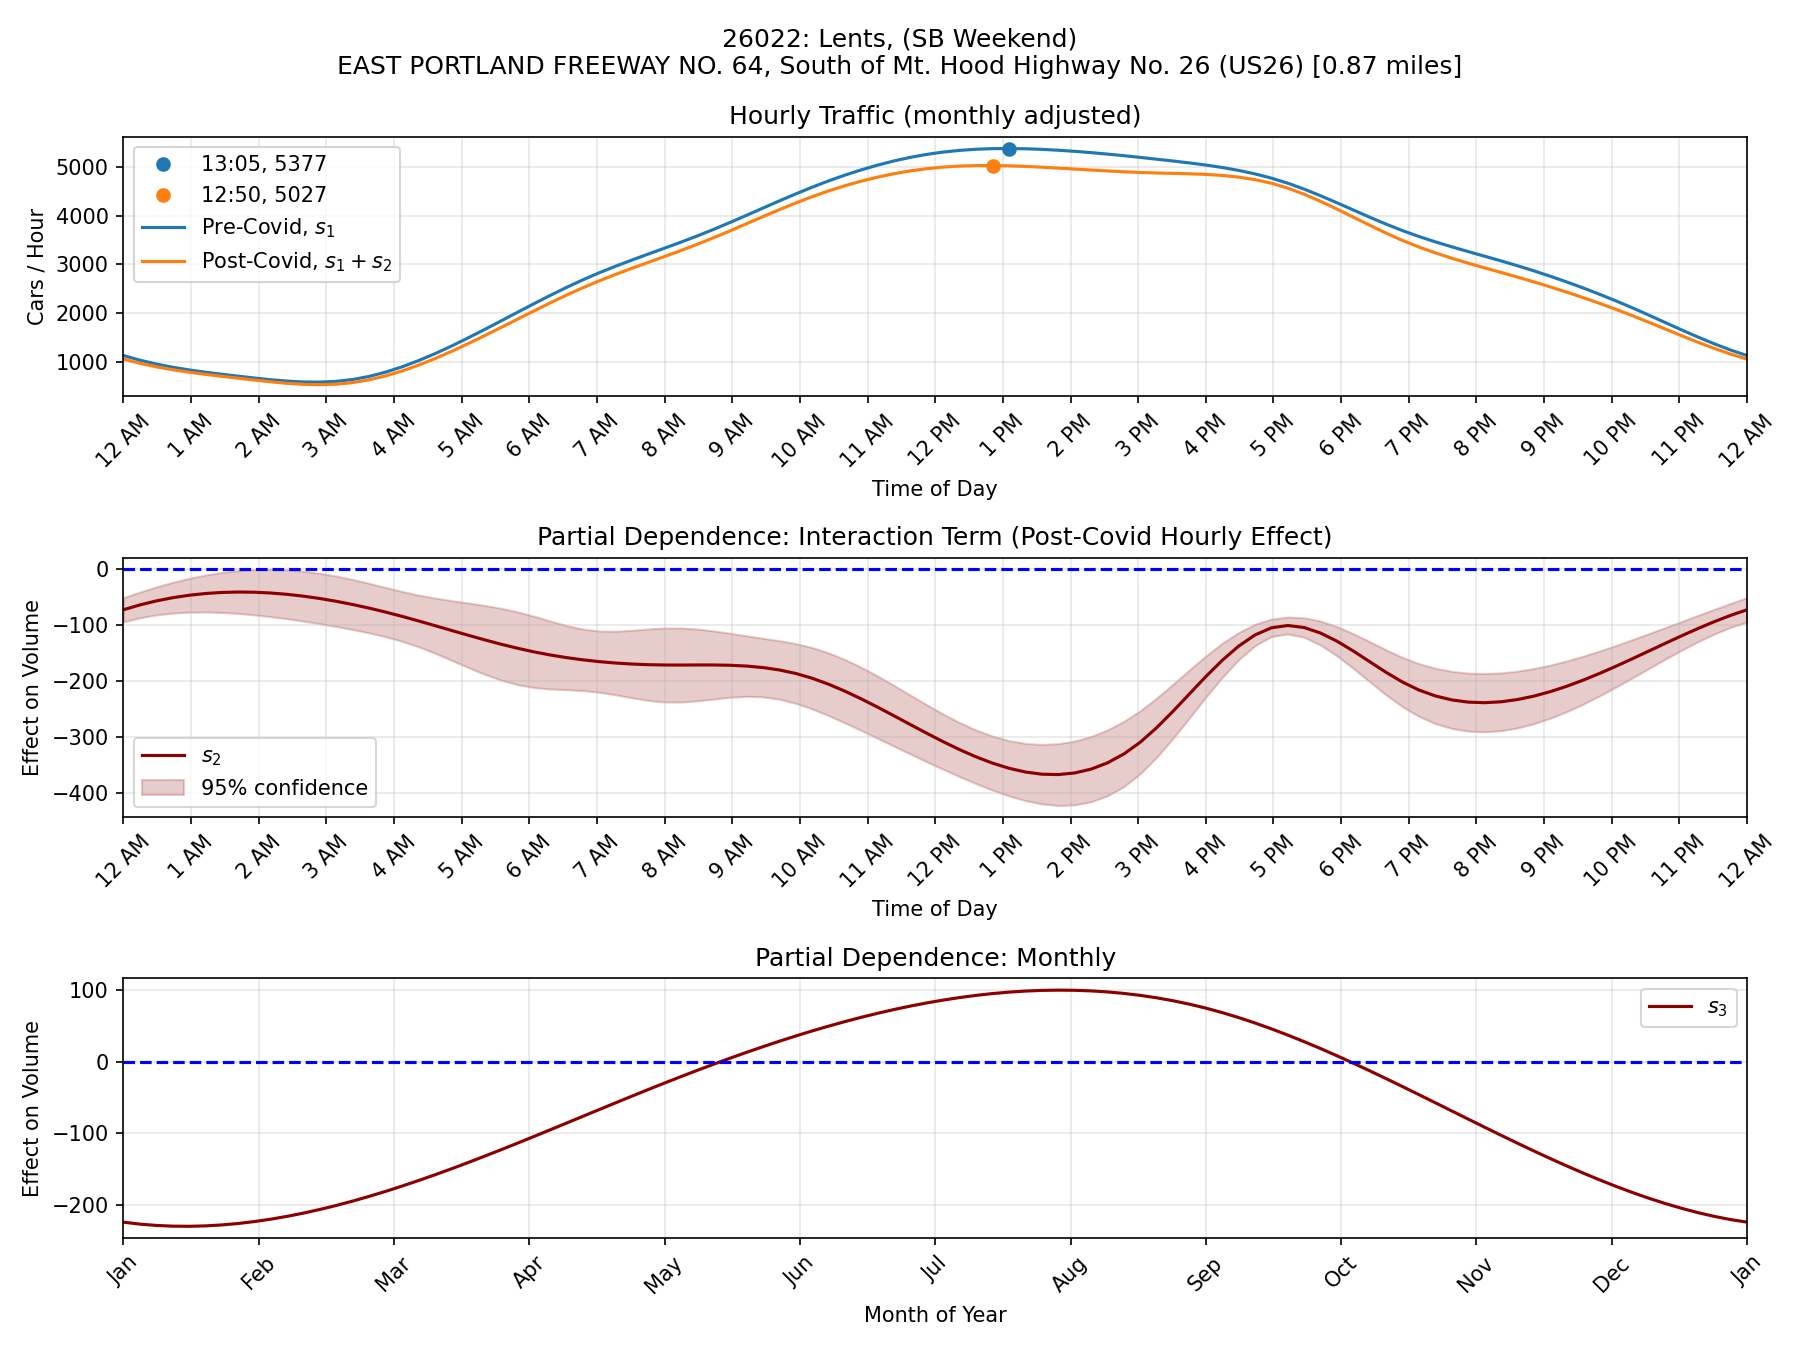 26022: Lents, (SB Weekend)
EAST PORTLAND FREEWAY NO. 64, South of Mt. Hood Highway No. 26 (US26) [0.87 miles]
Hourly Traffic (monthly adjusted)
Cars / Hour
5000
4000
3000
2000
1000
13:05, 5377
12:50, 5027
Pre-Covid, s₁
Post-Covid, s₁ + s₂
12 AM 1 AM 2 AM 3 AM 4 AM 5 AM 6 AM 7 AM 8 AM 9 AM 10 AM 11 AM 12 PM 1 PM 2 PM 3 PM 4 PM 5 PM 6 PM 7 PM 8 PM 9 PM 10 PM 11 PM 12 AM
Time of Day
Partial Dependence: Interaction Term (Post-Covid Hourly Effect)
Effect on Volume
0
−100
−200
−300
−400
s₂
95% confidence
12 AM 1 AM 2 AM 3 AM 4 AM 5 AM 6 AM 7 AM 8 AM 9 AM 10 AM 11 AM 12 PM 1 PM 2 PM 3 PM 4 PM 5 PM 6 PM 7 PM 8 PM 9 PM 10 PM 11 PM 12 AM
Time of Day
Partial Dependence: Monthly
Effect on Volume
100
0
−100
−200
s₃
Jan Feb Mar Apr May Jun Jul Aug Sep Oct Nov Dec Jan
Month of Year